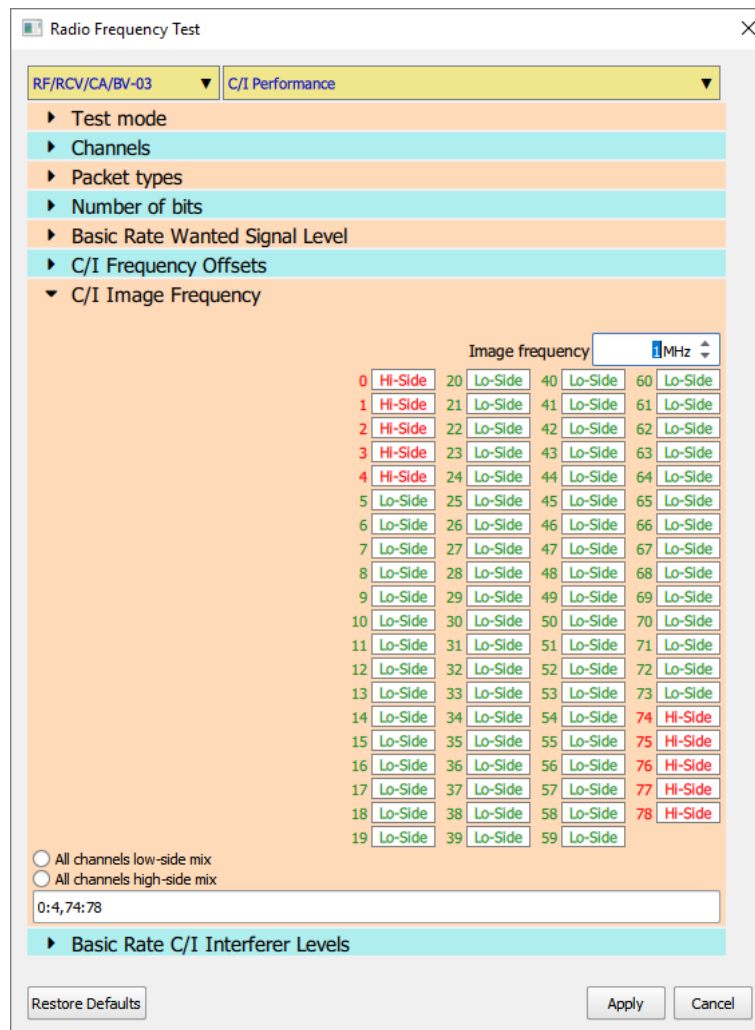 Radio Frequency Test
RF/RCV/CA/BV-03 C/I Performance
Test mode
Channels
Packet types
Number of bits
Basic Rate Wanted Signal Level
C/I Frequency Offsets
C/I Image Frequency
Image frequency 1 MHz
0 Hi-Side 20 Lo-Side 40 Lo-Side 60 Lo-Side
1 Hi-Side 21 Lo-Side 41 Lo-Side 61 Lo-Side
2 Hi-Side 22 Lo-Side 42 Lo-Side 62 Lo-Side
3 Hi-Side 23 Lo-Side 43 Lo-Side 63 Lo-Side
4 Hi-Side 24 Lo-Side 44 Lo-Side 64 Lo-Side
5 Lo-Side 25 Lo-Side 45 Lo-Side 65 Lo-Side
6 Lo-Side 26 Lo-Side 46 Lo-Side 66 Lo-Side
7 Lo-Side 27 Lo-Side 47 Lo-Side 67 Lo-Side
8 Lo-Side 28 Lo-Side 48 Lo-Side 68 Lo-Side
9 Lo-Side 29 Lo-Side 49 Lo-Side 69 Lo-Side
10 Lo-Side 30 Lo-Side 50 Lo-Side 70 Lo-Side
11 Lo-Side 31 Lo-Side 51 Lo-Side 71 Lo-Side
12 Lo-Side 32 Lo-Side 52 Lo-Side 72 Lo-Side
13 Lo-Side 33 Lo-Side 53 Lo-Side 73 Lo-Side
14 Lo-Side 34 Lo-Side 54 Lo-Side 74 Hi-Side
15 Lo-Side 35 Lo-Side 55 Lo-Side 75 Hi-Side
16 Lo-Side 36 Lo-Side 56 Lo-Side 76 Hi-Side
17 Lo-Side 37 Lo-Side 57 Lo-Side 77 Hi-Side
18 Lo-Side 38 Lo-Side 58 Lo-Side 78 Hi-Side
19 Lo-Side 39 Lo-Side 59 Lo-Side
All channels low-side mix
All channels high-side mix
0:4,74:78
Basic Rate C/I Interferer Levels
Restore Defaults Apply Cancel